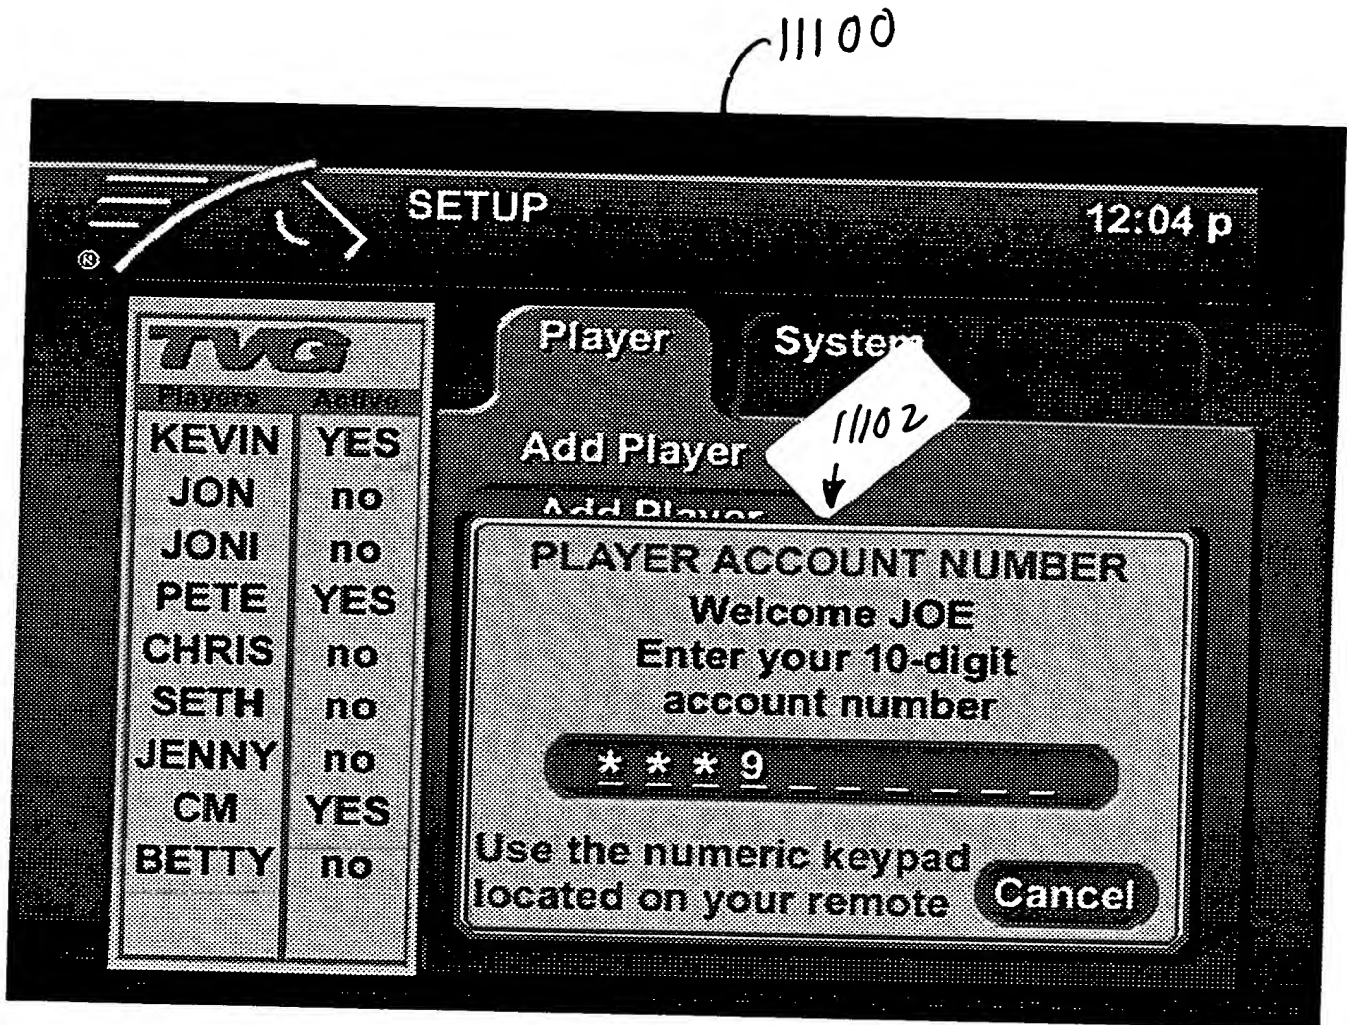 11100
SETUP
12:04 p
®
TVG
Players Active
KEVIN YES
JON no
JONI no
PETE YES
CHRIS no
SETH no
JENNY no
CM YES
BETTY no
Player
System
11102
Add Player
Add Player
PLAYER ACCOUNT NUMBER
Welcome JOE
Enter your 10-digit
account number
* * * 9 _ _ _ _ _ _
Use the numeric keypad
located on your remote
Cancel